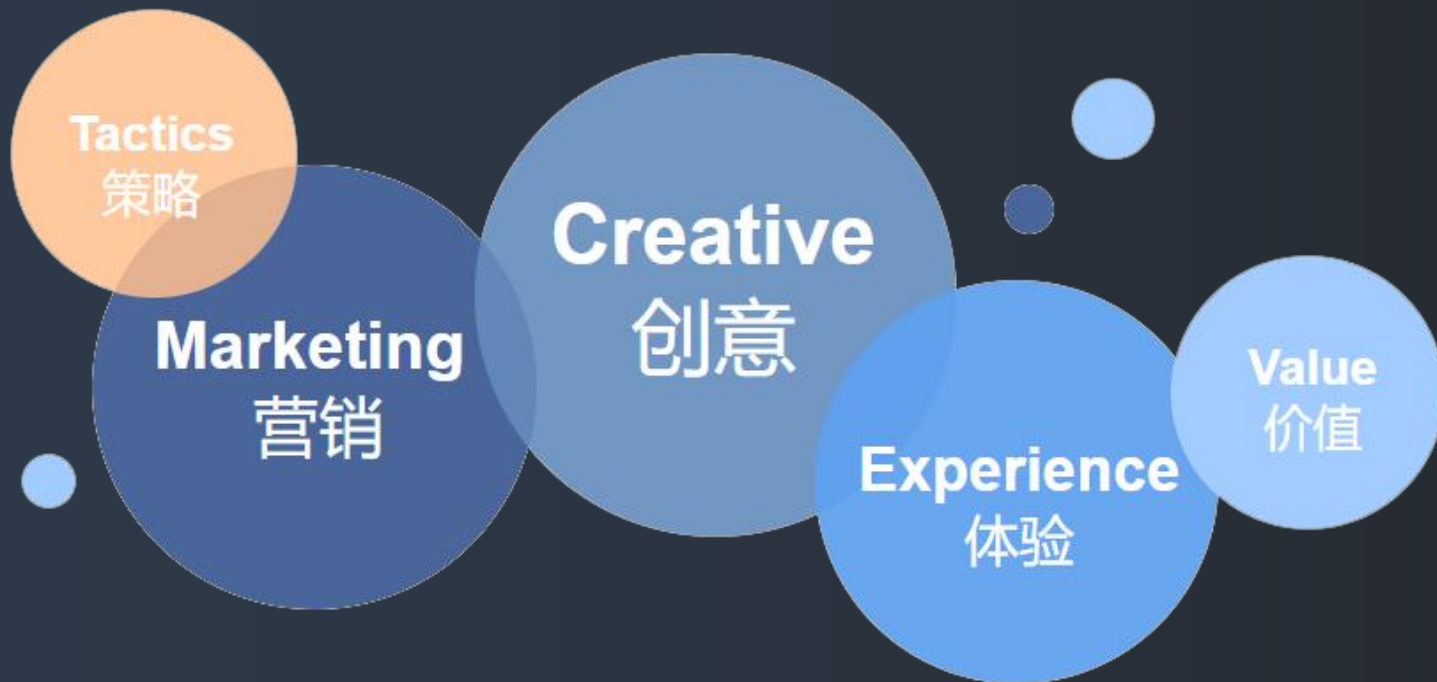 Tactics
策略
Marketing
营销
Creative
创意
Experience
体验
Value
价值